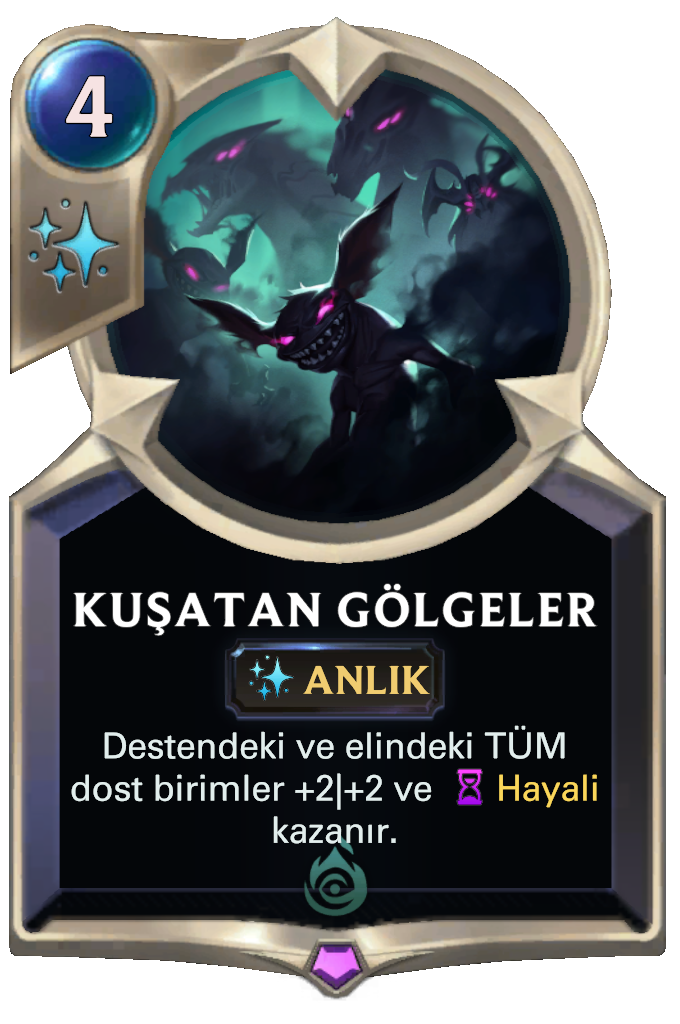 4
KUŞATAN GÖLGELER
ANLIK
Destendeki ve elindeki TÜM
dost birimler +2|+2 ve Hayali
kazanır.